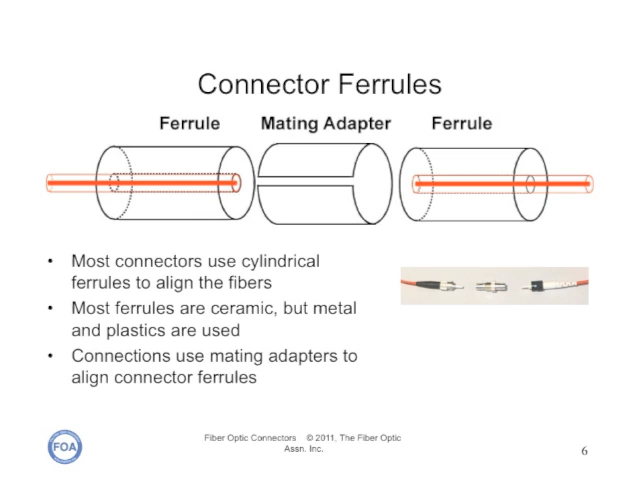 Connector Ferrules
Ferrule Mating Adapter Ferrule
• Most connectors use cylindrical
ferrules to align the fibers
• Most ferrules are ceramic, but metal
and plastics are used
• Connections use mating adapters to
align connector ferrules
FOA
Fiber Optic Connectors © 2011, The Fiber Optic
Assn. Inc.
6